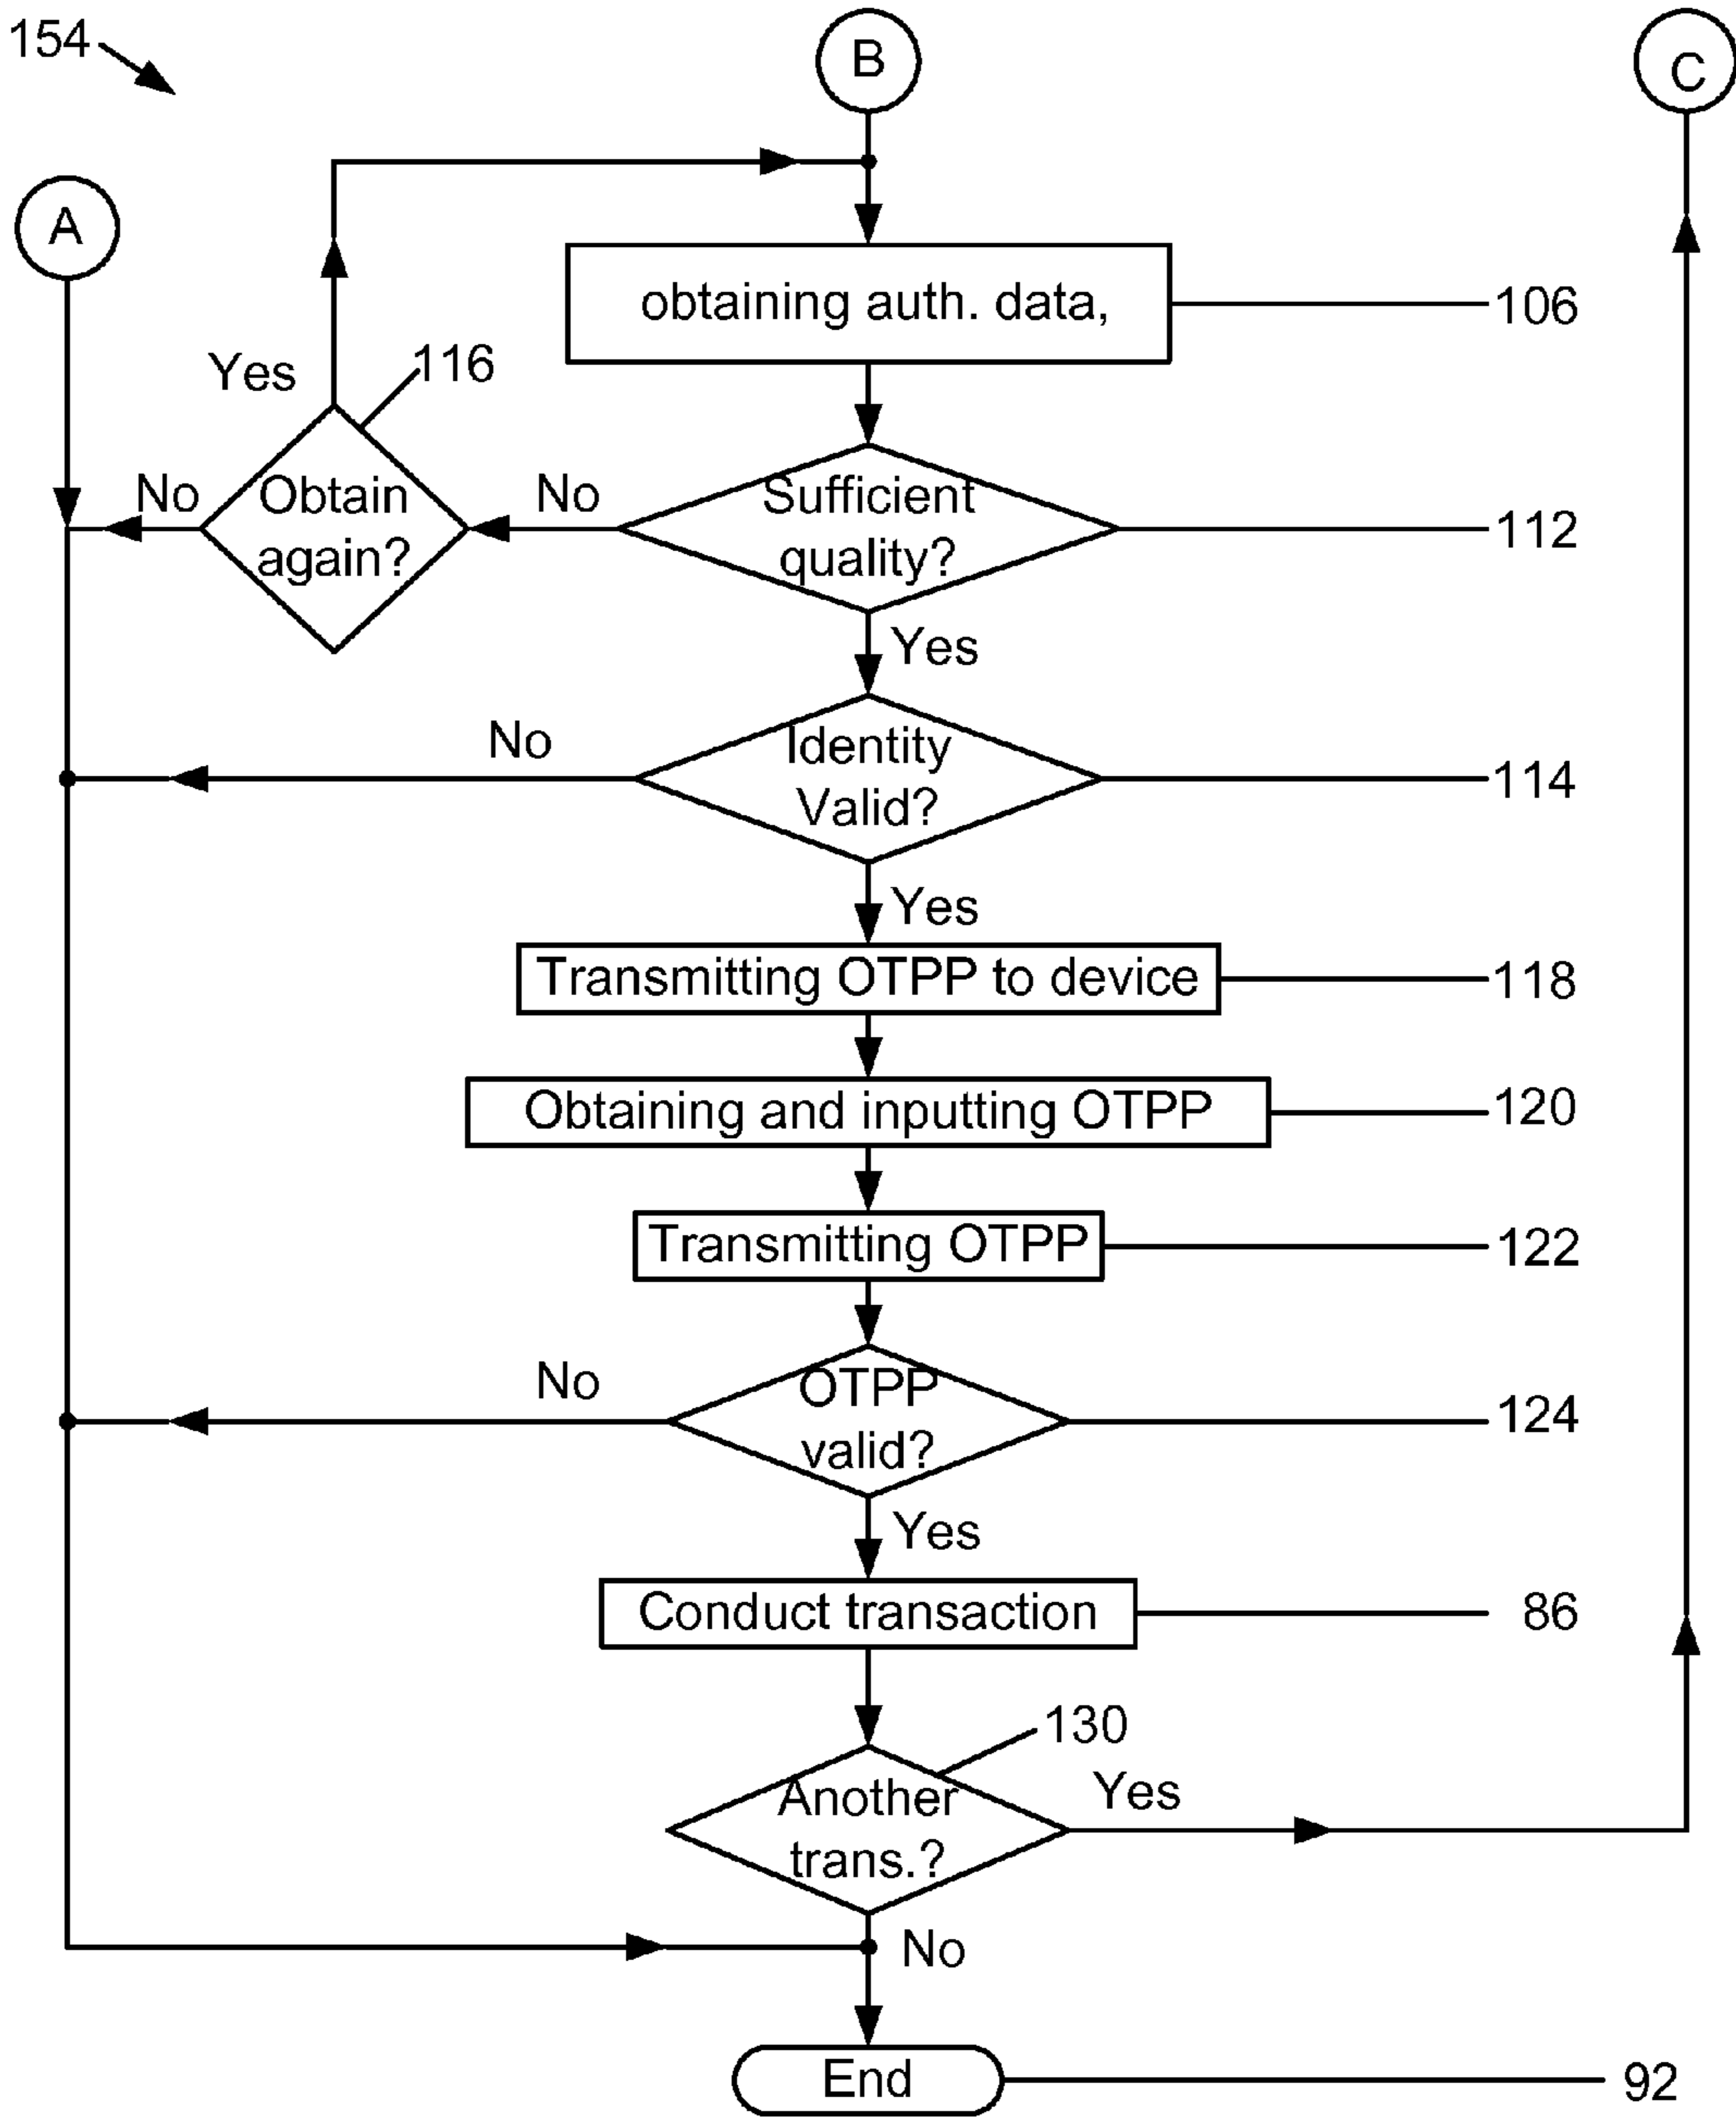 154
B
C
A
obtaining auth. data,
106
Yes
116
No
Obtain
again?
No
Sufficient
quality?
112
Yes
No
Identity
Valid?
114
Yes
Transmitting OTPP to device
118
Obtaining and inputting OTPP
120
Transmitting OTPP
122
No
OTPP
valid?
124
Yes
Conduct transaction
86
130
Another
trans.?
Yes
No
End
92